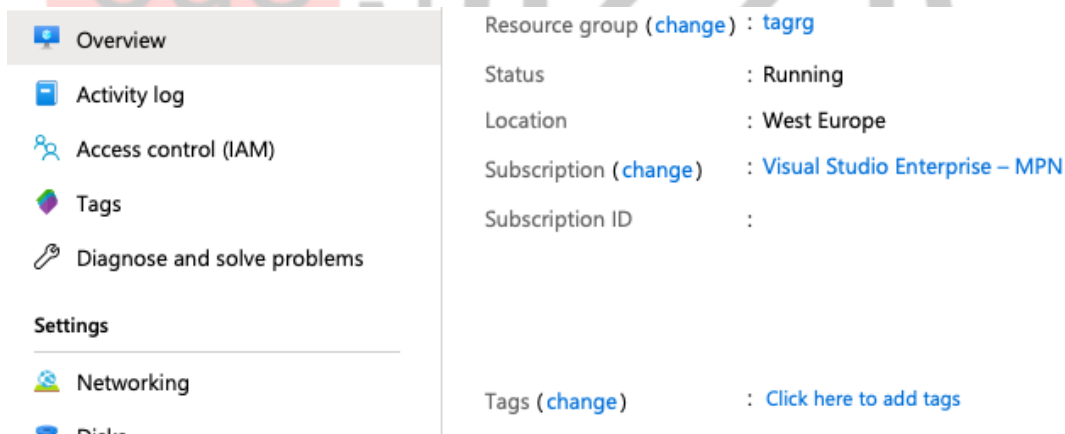 Overview
Activity log
Access control (IAM)
Tags
Diagnose and solve problems
Settings
Networking
Resource group (change) : tagrg
Status : Running
Location : West Europe
Subscription (change) : Visual Studio Enterprise – MPN
Subscription ID :
Tags (change) : Click here to add tags